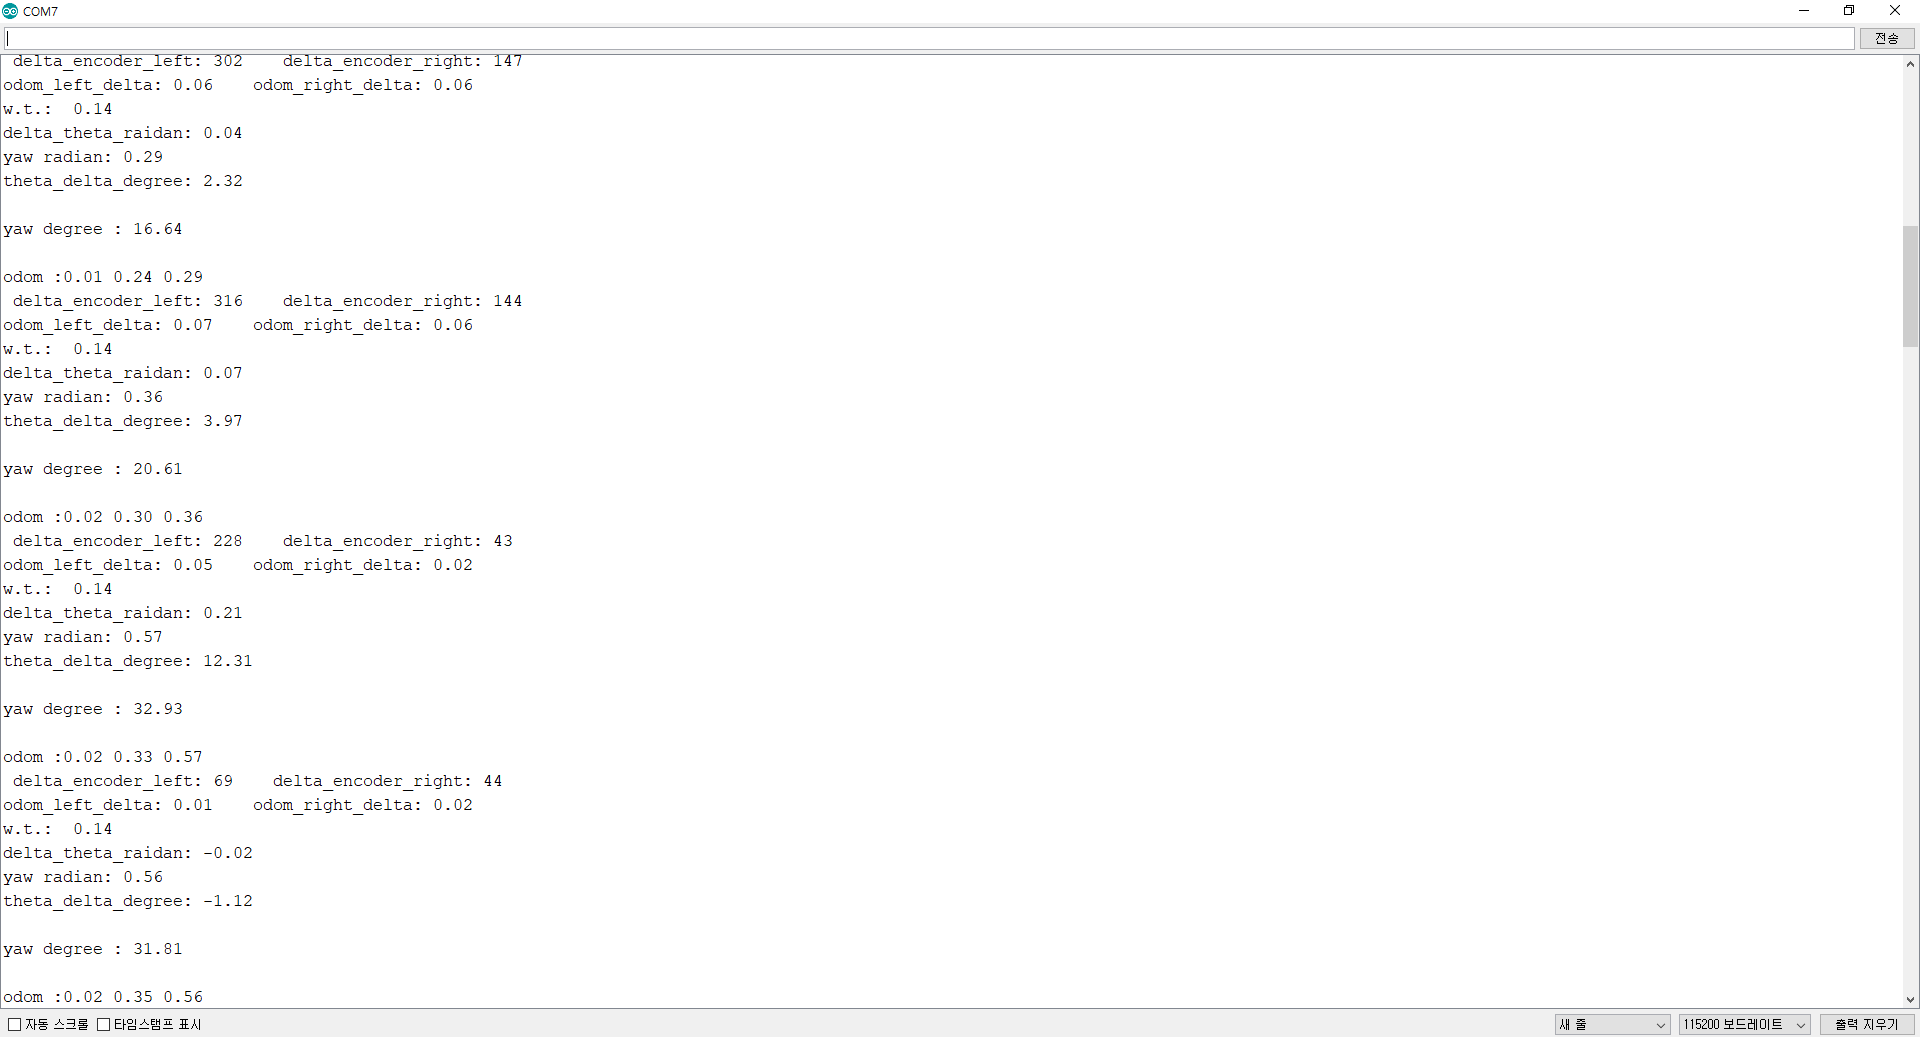 COM7
전송
delta_encoder_left: 302    delta_encoder_right: 147
odom_left_delta: 0.06    odom_right_delta: 0.06
w.t.:  0.14
delta_theta_raidan: 0.04
yaw radian: 0.29
theta_delta_degree: 2.32
yaw degree : 16.64
odom :0.01 0.24 0.29
delta_encoder_left: 316    delta_encoder_right: 144
odom_left_delta: 0.07    odom_right_delta: 0.06
w.t.:  0.14
delta_theta_raidan: 0.07
yaw radian: 0.36
theta_delta_degree: 3.97
yaw degree : 20.61
odom :0.02 0.30 0.36
delta_encoder_left: 228    delta_encoder_right: 43
odom_left_delta: 0.05    odom_right_delta: 0.02
w.t.:  0.14
delta_theta_raidan: 0.21
yaw radian: 0.57
theta_delta_degree: 12.31
yaw degree : 32.93
odom :0.02 0.33 0.57
delta_encoder_left: 69    delta_encoder_right: 44
odom_left_delta: 0.01    odom_right_delta: 0.02
w.t.:  0.14
delta_theta_raidan: -0.02
yaw radian: 0.56
theta_delta_degree: -1.12
yaw degree : 31.81
odom :0.02 0.35 0.56
자동 스크롤 타임스탬프 표시 새 줄 115200 보드레이트 출력 지우기